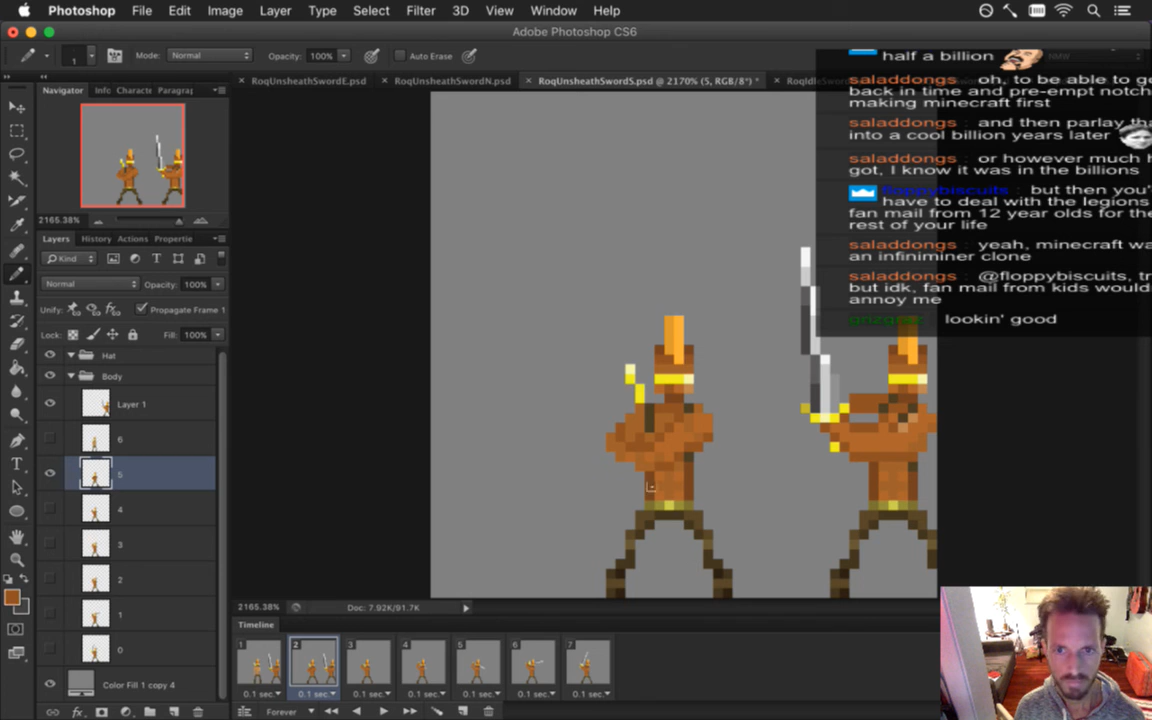 Photoshop File Edit Image Layer Type Select Filter 3D View Window Help
Adobe Photoshop CS6
1 Mode: Normal Opacity: 100% Auto Erase
RoqUnsheathSwordE.psd RoqUnsheathSwordN.psd RoqUnsheathSwordS.psd @ 2170% (5, RGB/8*) *
Navigator Info Characte Paragra
2165.38%
Layers History Actions Propertie
Kind
Normal Opacity: 100%
Unify: Propagate Frame 1
Lock: Fill: 100%
Hat
Body
Layer 1
6
5
4
3
2
1
0
Color Fill 1 copy 4
half a billion
saladdongs : oh, to be able to go
back in time and pre-empt notch
making minecraft first
saladdongs : and then parlay tha
into a cool billion years later
saladdongs : or however much h
got, I know it was in the billions
floppybiscuits : but then you'
have to deal with the legions
fan mail from 12 year olds for the
rest of your life
saladdongs : yeah, minecraft wa
an infiniminer clone
saladdongs : @floppybiscuits, tr
but idk, fan mail from kids would
annoy me
lookin' good
2165.38% Doc: 7.92K/91.7K
Timeline
1 2 3 4 5 6 7
0.1 sec. 0.1 sec. 0.1 sec. 0.1 sec. 0.1 sec. 0.1 sec. 0.1 sec.
Forever